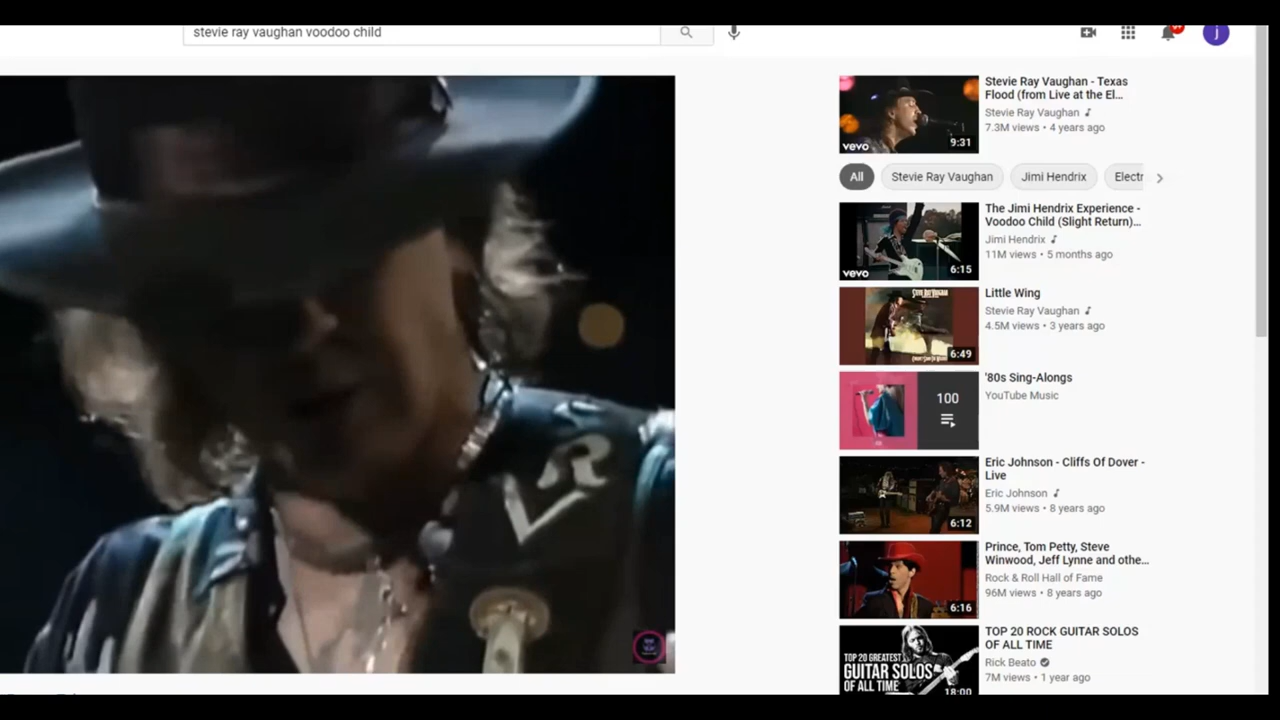 stevie ray vaughan voodoo child
j
VR
Stevie Ray Vaughan - Texas
Flood (from Live at the El...
Stevie Ray Vaughan
7.3M views • 4 years ago
vevo
9:31
All
Stevie Ray Vaughan
Jimi Hendrix
Electr
The Jimi Hendrix Experience -
Voodoo Child (Slight Return)...
Jimi Hendrix
11M views • 5 months ago
vevo
6:15
Little Wing
Stevie Ray Vaughan
4.5M views • 3 years ago
6:49
'80s Sing-Alongs
YouTube Music
100
Eric Johnson - Cliffs Of Dover -
Live
Eric Johnson
5.9M views • 8 years ago
6:12
Prince, Tom Petty, Steve
Winwood, Jeff Lynne and othe...
Rock & Roll Hall of Fame
96M views • 8 years ago
6:16
TOP 20 ROCK GUITAR SOLOS
OF ALL TIME
Rick Beato
7M views • 1 year ago
TOP 20 GREATEST
GUITAR SOLOS
OF ALL TIME
18:00